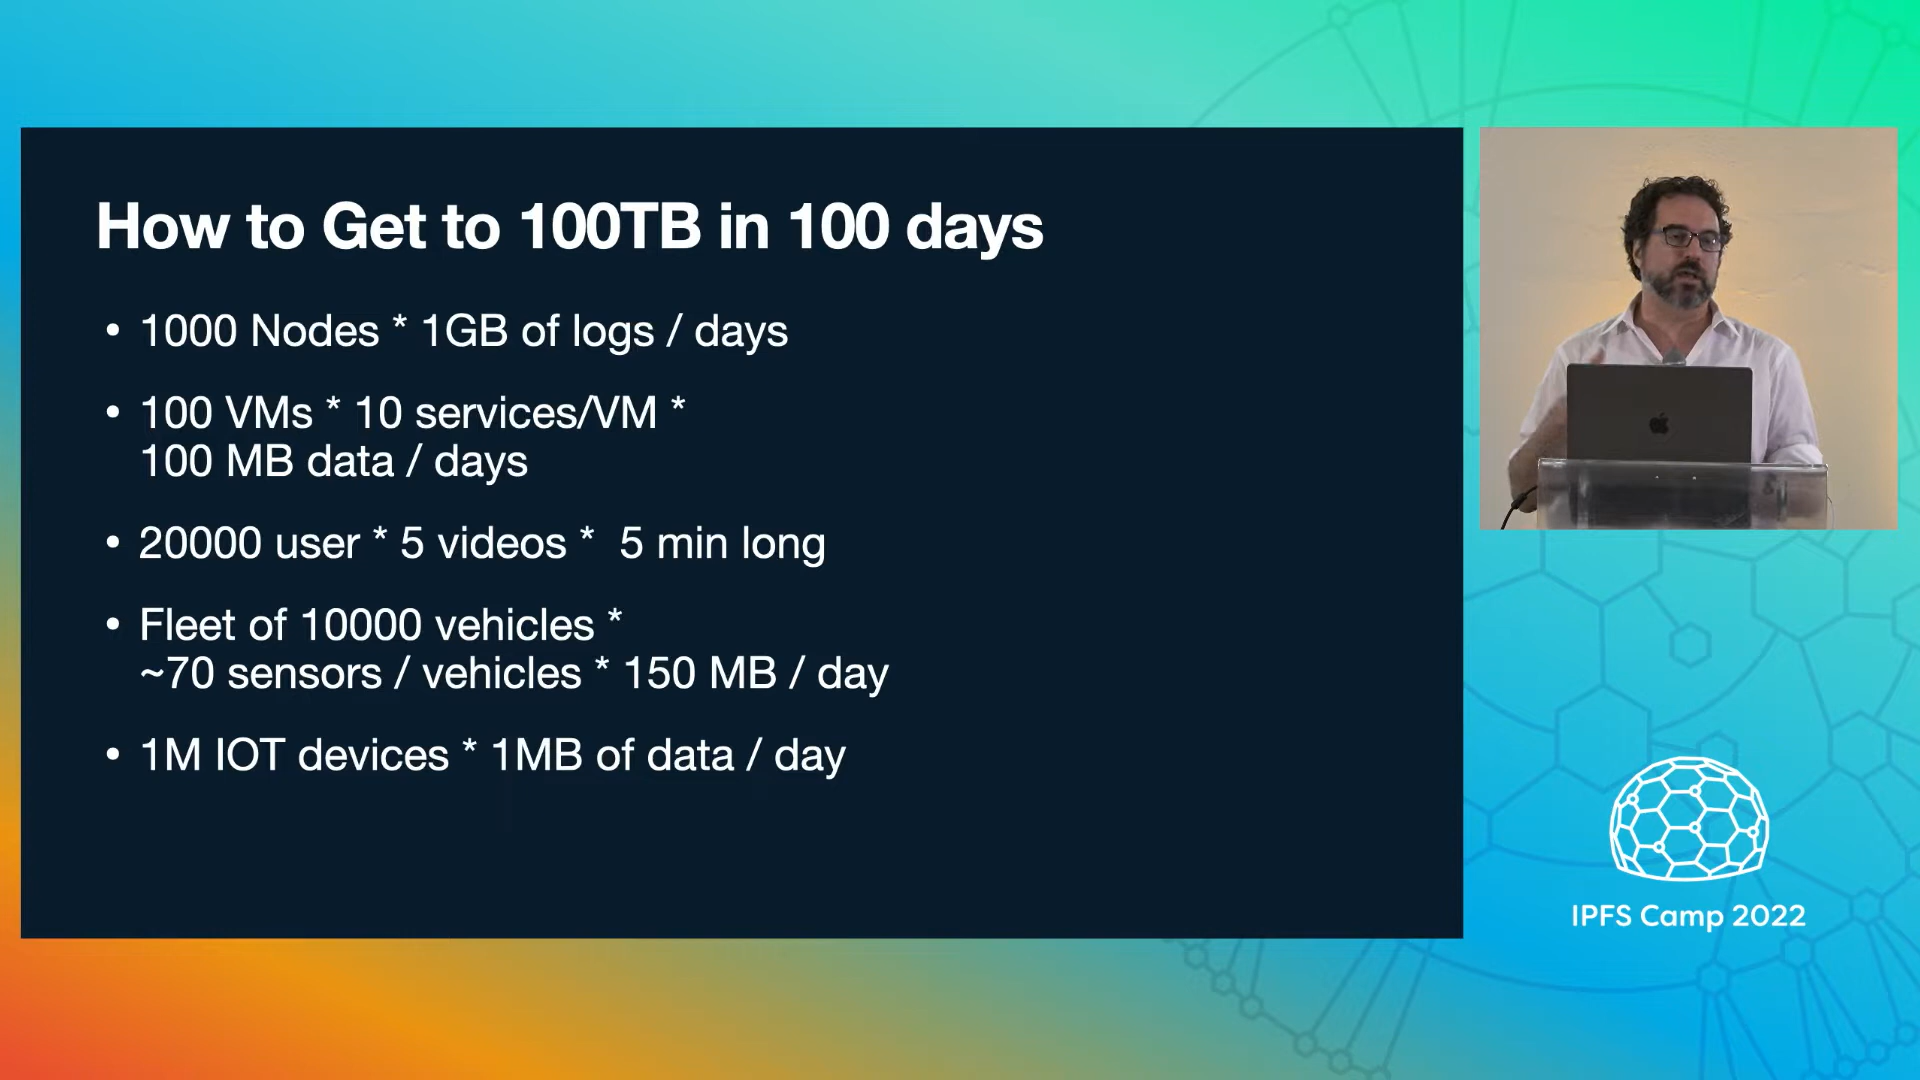 How to Get to 100TB in 100 days
• 1000 Nodes * 1GB of logs / days
• 100 VMs * 10 services/VM *
100 MB data / days
• 20000 user * 5 videos *  5 min long
• Fleet of 10000 vehicles *
~70 sensors / vehicles * 150 MB / day
• 1M IOT devices * 1MB of data / day
IPFS Camp 2022